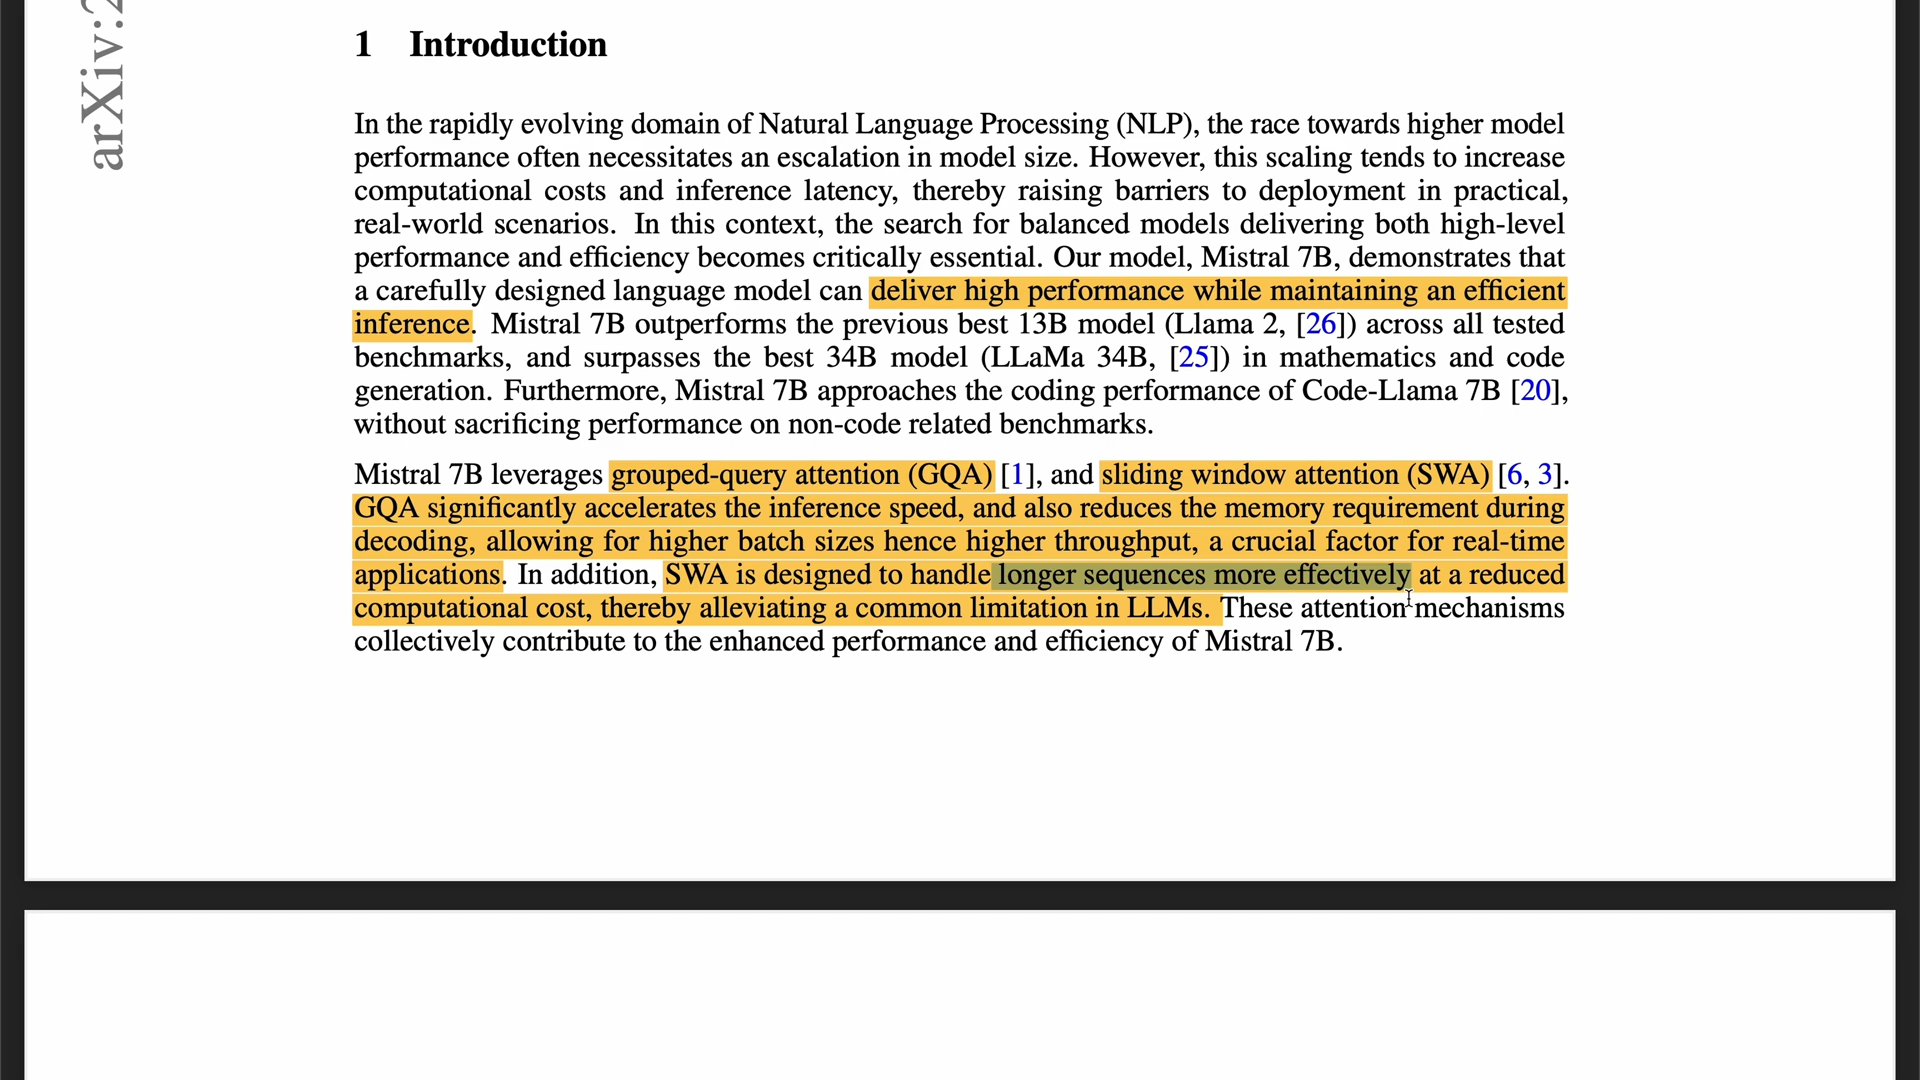 arXiv:2
1 Introduction
In the rapidly evolving domain of Natural Language Processing (NLP), the race towards higher model
performance often necessitates an escalation in model size. However, this scaling tends to increase
computational costs and inference latency, thereby raising barriers to deployment in practical,
real-world scenarios. In this context, the search for balanced models delivering both high-level
performance and efficiency becomes critically essential. Our model, Mistral 7B, demonstrates that
a carefully designed language model can deliver high performance while maintaining an efficient
inference. Mistral 7B outperforms the previous best 13B model (Llama 2, [26]) across all tested
benchmarks, and surpasses the best 34B model (LLaMa 34B, [25]) in mathematics and code
generation. Furthermore, Mistral 7B approaches the coding performance of Code-Llama 7B [20],
without sacrificing performance on non-code related benchmarks.
Mistral 7B leverages grouped-query attention (GQA) [1], and sliding window attention (SWA) [6, 3].
GQA significantly accelerates the inference speed, and also reduces the memory requirement during
decoding, allowing for higher batch sizes hence higher throughput, a crucial factor for real-time
applications. In addition, SWA is designed to handle longer sequences more effectively at a reduced
computational cost, thereby alleviating a common limitation in LLMs. These attention mechanisms
collectively contribute to the enhanced performance and efficiency of Mistral 7B.